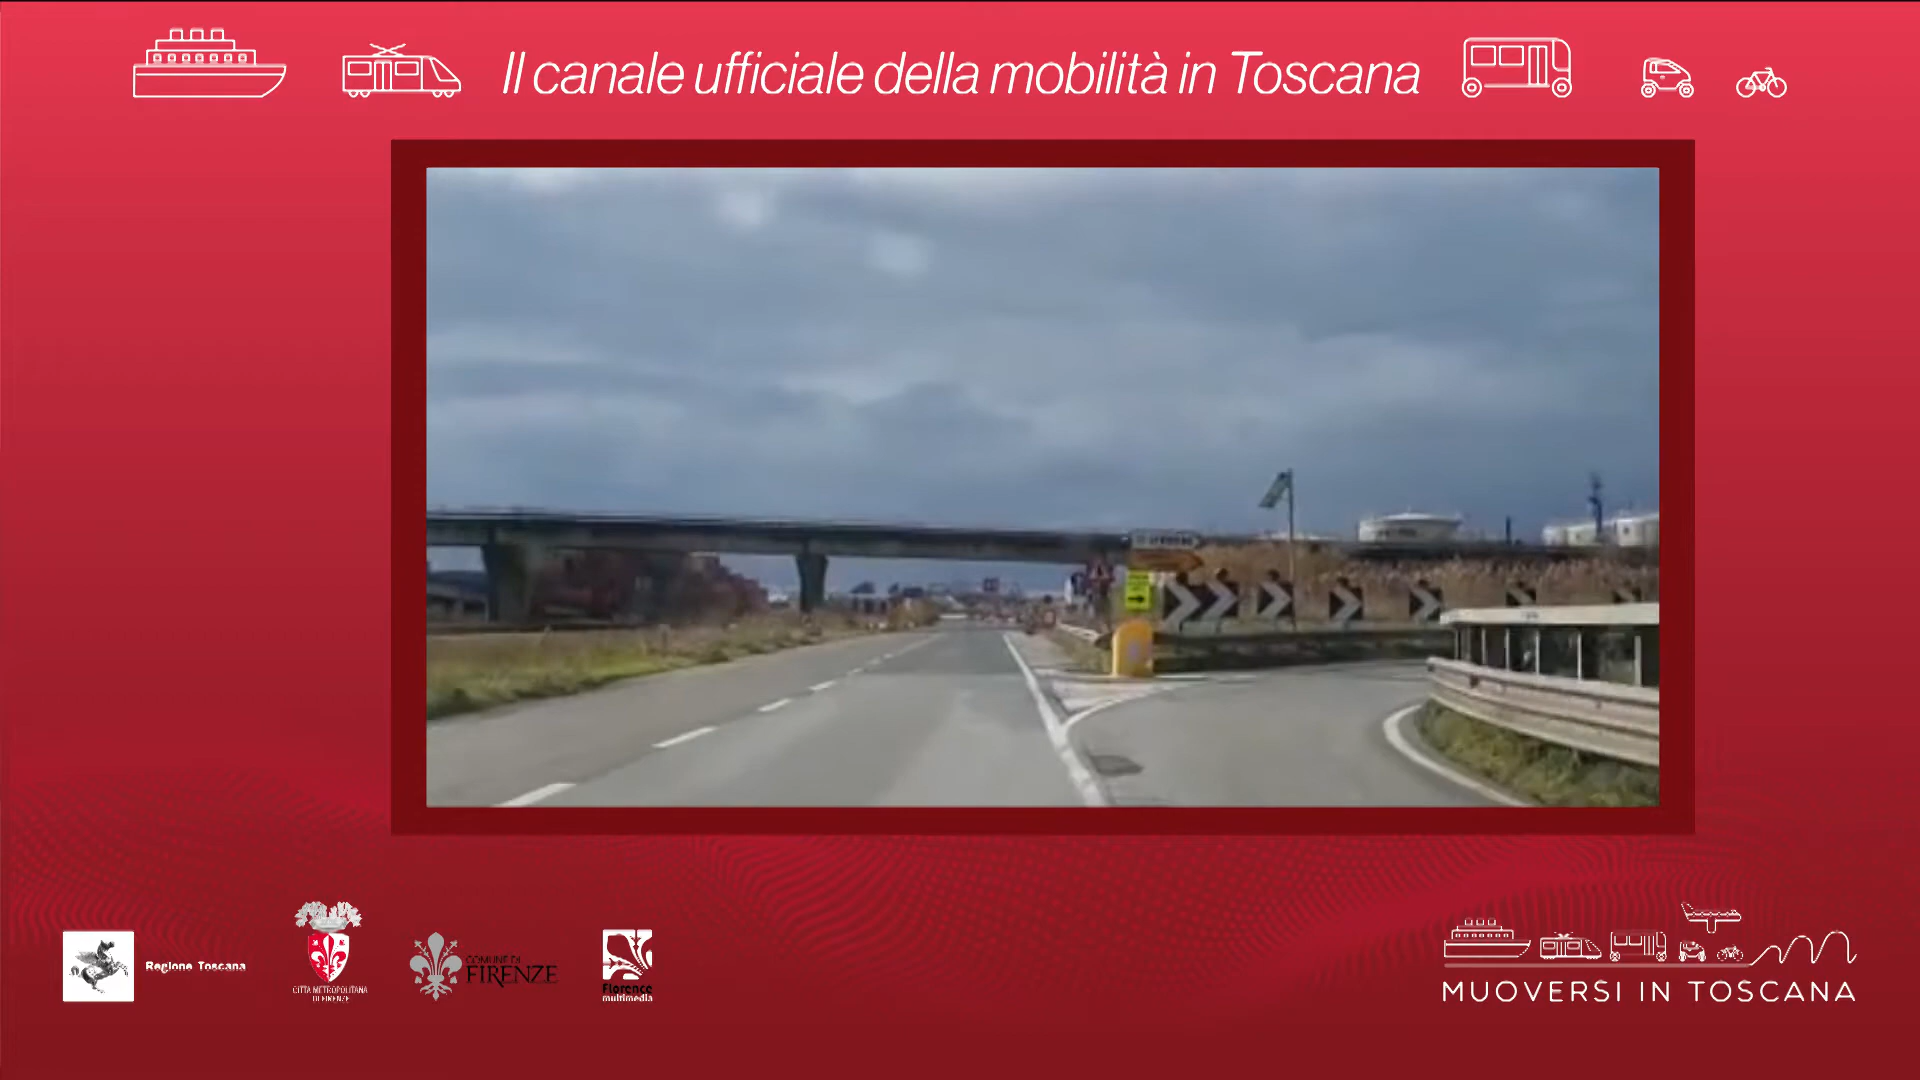 Il canale ufficiale della mobilità in Toscana
Regione Toscana
CITTÀ METROPOLITANA
DI FIRENZE
COMUNE DI
FIRENZE
Florence
multimedia
MUOVERSI IN TOSCANA